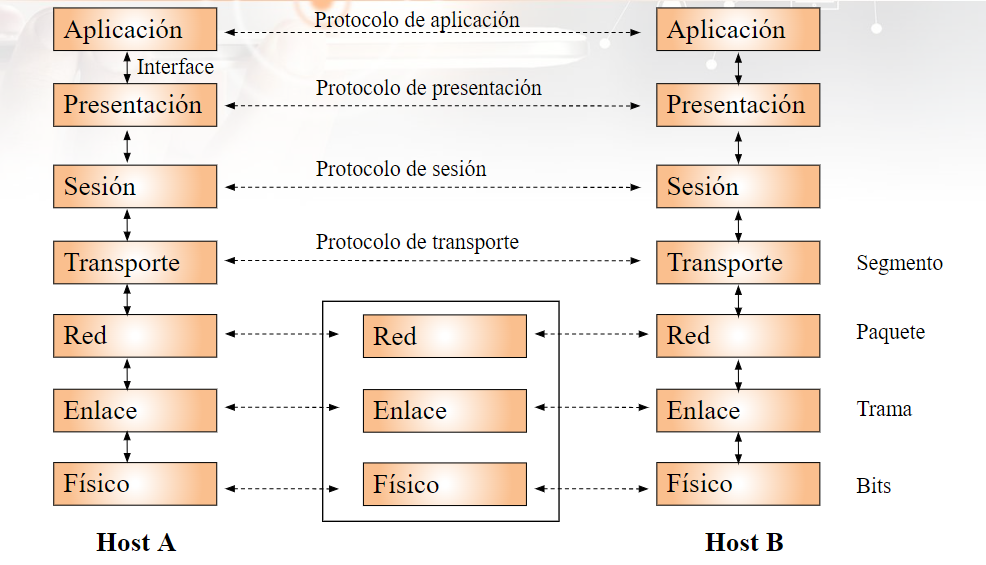 Aplicación
Protocolo de aplicación
Aplicación
Interface
Presentación
Protocolo de presentación
Presentación
Sesión
Protocolo de sesión
Sesión
Transporte
Protocolo de transporte
Transporte
Segmento
Red
Red
Red
Paquete
Enlace
Enlace
Enlace
Trama
Físico
Físico
Físico
Bits
Host A
Host B